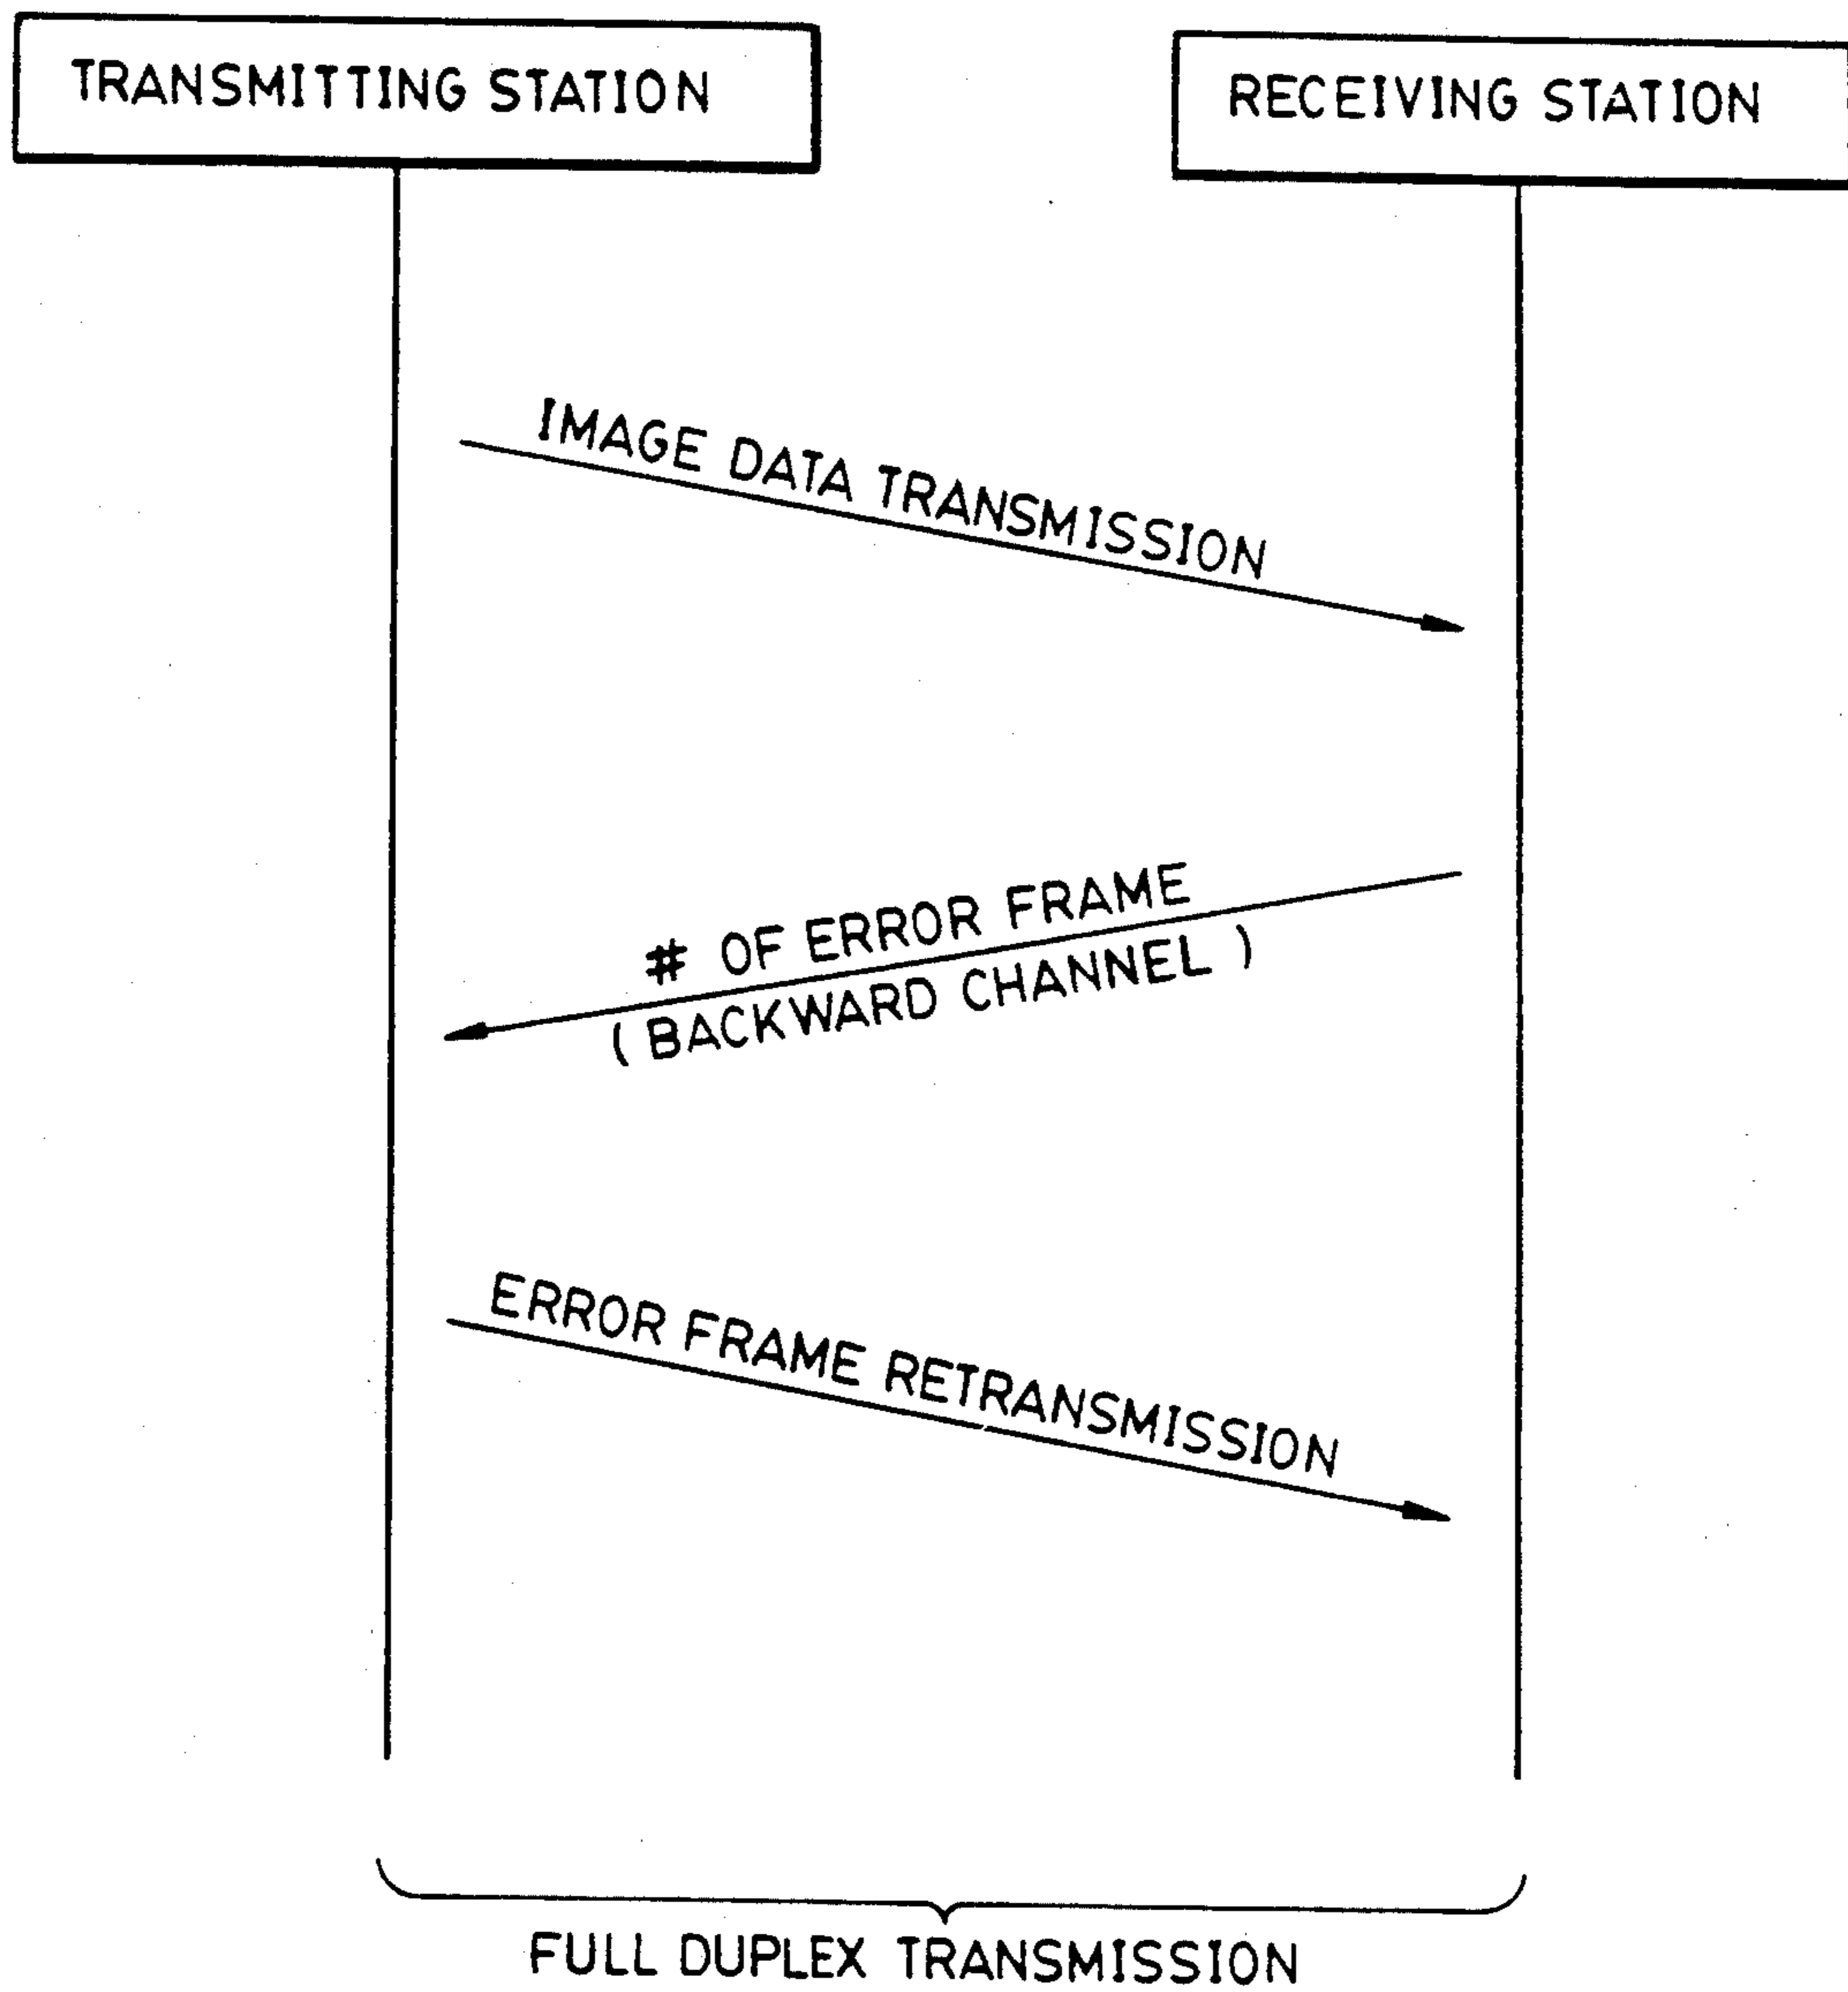 TRANSMITTING STATION
RECEIVING STATION
IMAGE DATA TRANSMISSION
# OF ERROR FRAME
( BACKWARD CHANNEL )
ERROR FRAME RETRANSMISSION
FULL DUPLEX TRANSMISSION